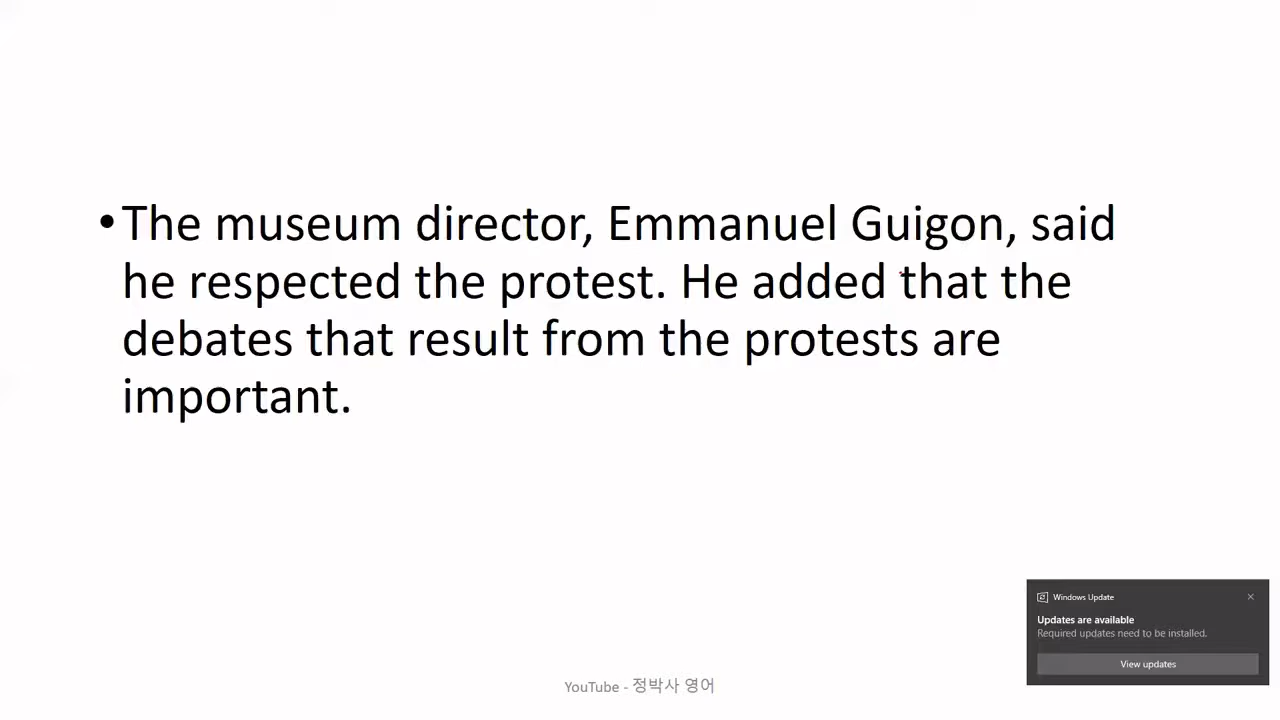 •The museum director, Emmanuel Guigon, said
he respected the protest. He added that the
debates that result from the protests are
important.
Windows Update
Updates are available
Required updates need to be installed.
View updates
YouTube - 정박사 영어